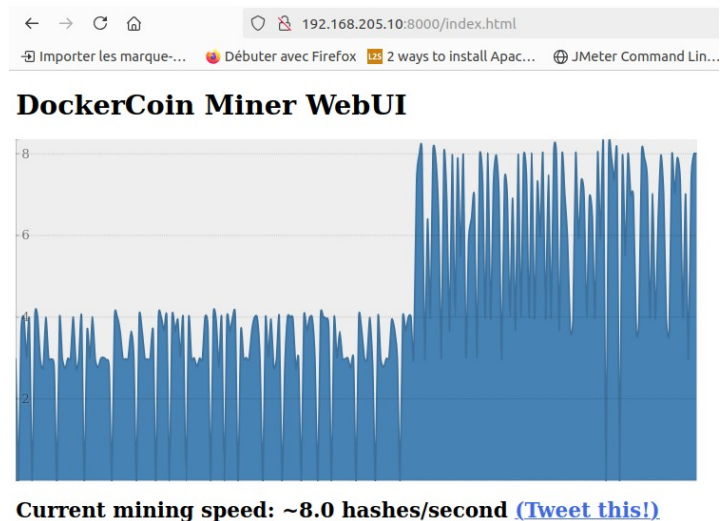 192.168.205.10:8000/index.html
Importer les marque-... Débuter avec Firefox L2S 2 ways to install Apac... JMeter Command Lin...
DockerCoin Miner WebUI
8
6
4
2
Current mining speed: ~8.0 hashes/second (Tweet this!)